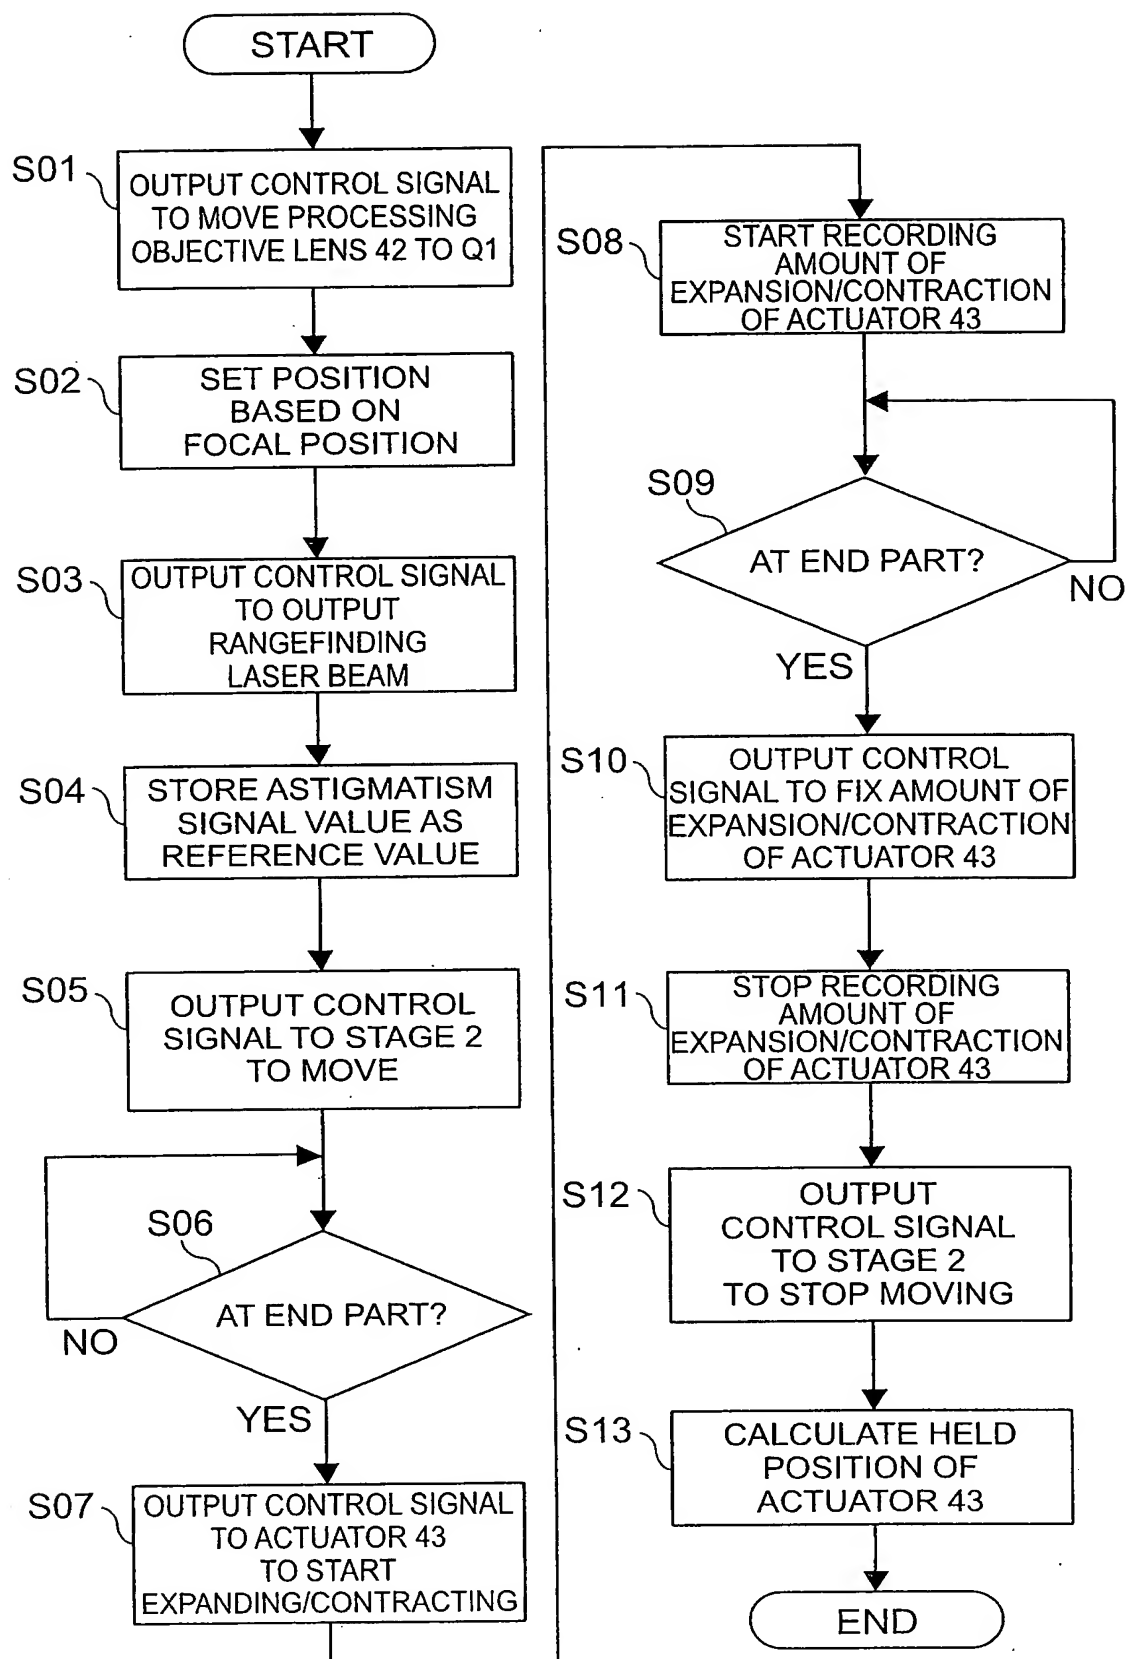 START
S01
OUTPUT CONTROL SIGNAL
TO MOVE PROCESSING
OBJECTIVE LENS 42 TO Q1
S02
SET POSITION
BASED ON
FOCAL POSITION
S03
OUTPUT CONTROL SIGNAL
TO OUTPUT
RANGEFINDING
LASER BEAM
S04
STORE ASTIGMATISM
SIGNAL VALUE AS
REFERENCE VALUE
S05
OUTPUT CONTROL
SIGNAL TO STAGE 2
TO MOVE
S06
AT END PART?
NO
YES
S07
OUTPUT CONTROL SIGNAL
TO ACTUATOR 43
TO START
EXPANDING/CONTRACTING
S08
START RECORDING
AMOUNT OF
EXPANSION/CONTRACTION
OF ACTUATOR 43
S09
AT END PART?
NO
YES
S10
OUTPUT CONTROL
SIGNAL TO FIX AMOUNT OF
EXPANSION/CONTRACTION
OF ACTUATOR 43
S11
STOP RECORDING
AMOUNT OF
EXPANSION/CONTRACTION
OF ACTUATOR 43
S12
OUTPUT
CONTROL SIGNAL
TO STAGE 2
TO STOP MOVING
S13
CALCULATE HELD
POSITION OF
ACTUATOR 43
END